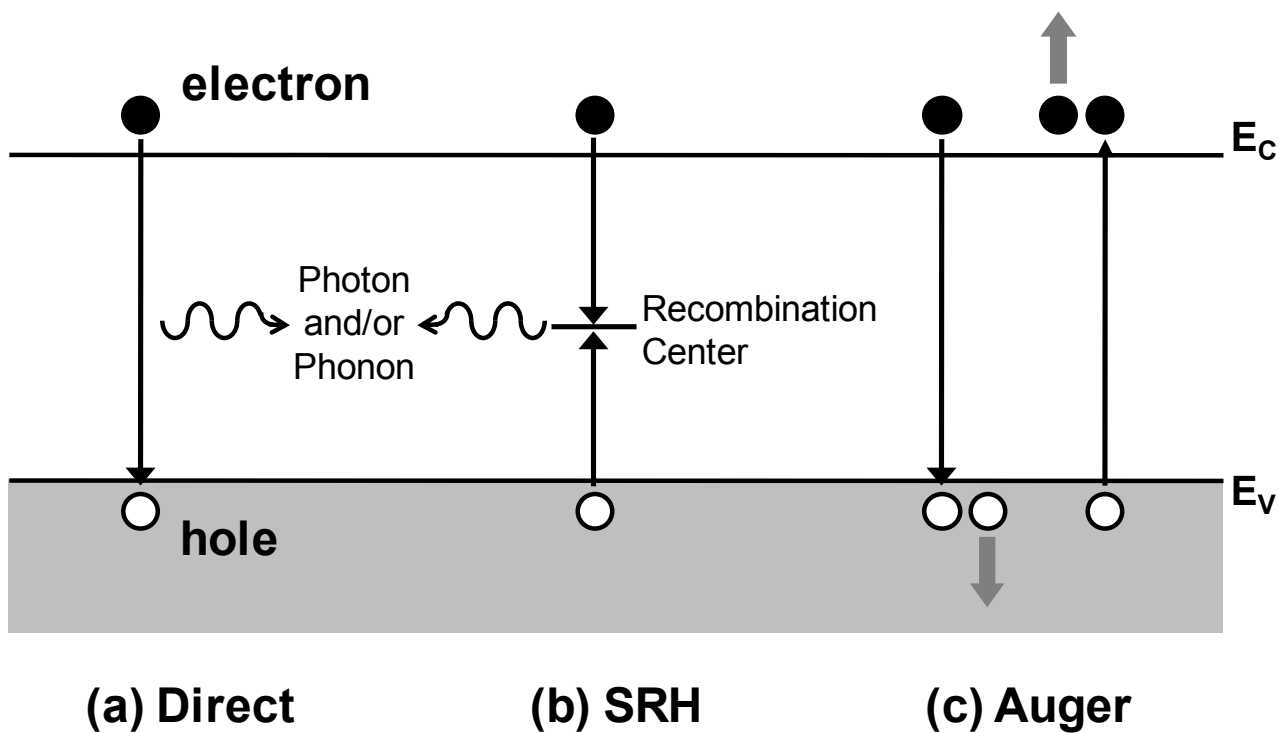 electron
E_C
Photon
and/or
Phonon
Recombination
Center
E_V
hole
(a) Direct
(b) SRH
(c) Auger